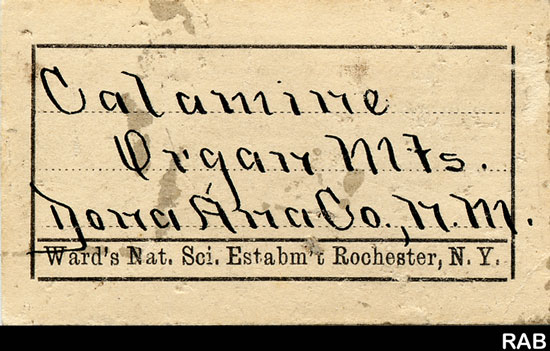 Calamine
Organ Mts.
Dona Ana Co., N. M.
Ward's Nat. Sci. Estabm't Rochester, N. Y.
RAB